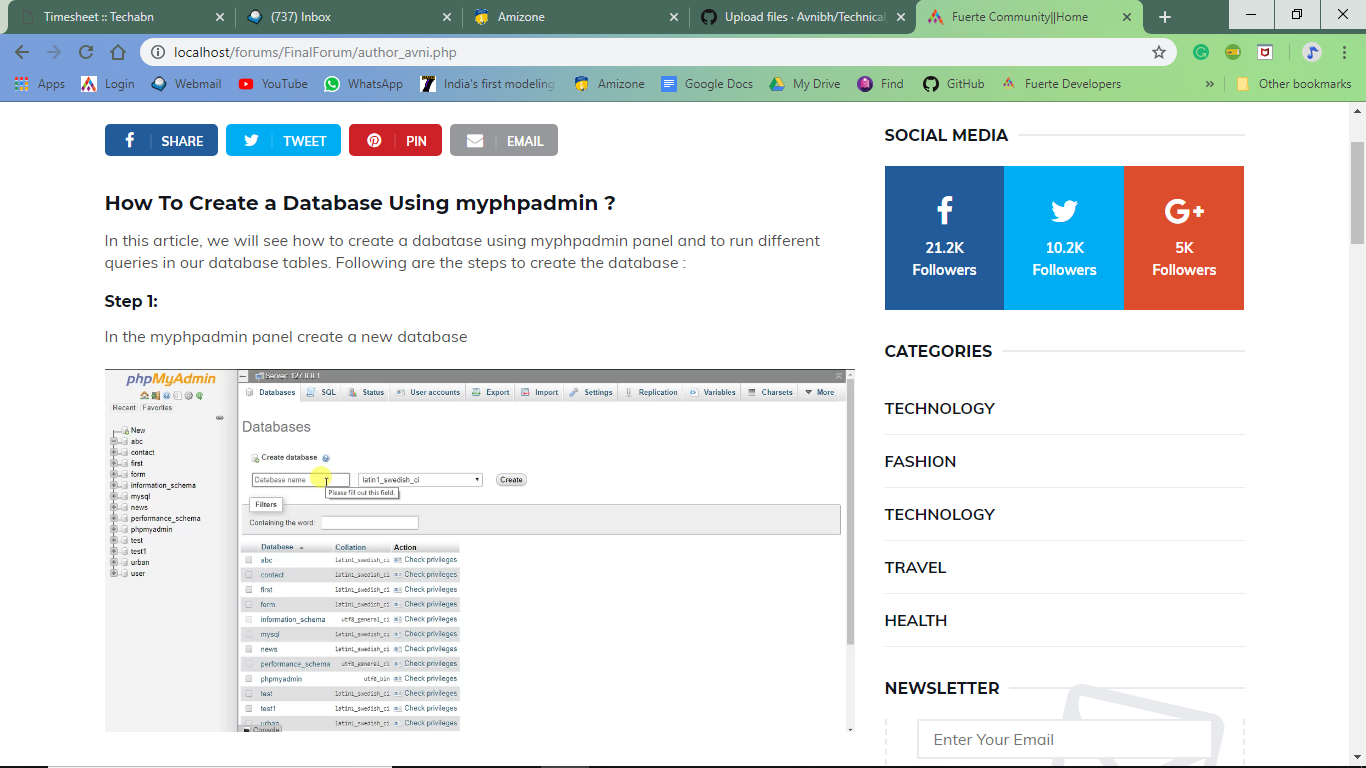 Timesheet :: Techabn
(737) Inbox
Amizone
Upload files · Avnibh/Technical
Fuerte Community||Home
localhost/forums/FinalForum/author_avni.php
Apps
Login
Webmail
YouTube
WhatsApp
India's first modeling
Amizone
Google Docs
My Drive
Find
GitHub
Fuerte Developers
»
Other bookmarks
SHARE
TWEET
PIN
EMAIL
How To Create a Database Using myphpadmin ?
In this article, we will see how to create a dabatase using myphpadmin panel and to run different
queries in our database tables. Following are the steps to create the database :
Step 1:
In the myphpadmin panel create a new database
phpMyAdmin
Recent Favorites
New
abc
contact
first
form
information_schema
mysql
news
performance_schema
phpmyadmin
test
test1
urban
user
Server: 127.0.0.1
Databases
SQL
Status
User accounts
Export
Import
Settings
Replication
Variables
Charsets
More
Databases
Create database
Database name
latin1_swedish_ci
Create
Please fill out this field.
Filters
Containing the word:
Database Collation Action
abc latin1_swedish_ci Check privileges
contact latin1_swedish_ci Check privileges
first latin1_swedish_ci Check privileges
form latin1_swedish_ci Check privileges
information_schema utf8_general_ci Check privileges
mysql latin1_swedish_ci Check privileges
news latin1_swedish_ci Check privileges
performance_schema utf8_general_ci Check privileges
phpmyadmin utf8_bin Check privileges
test latin1_swedish_ci Check privileges
test1 latin1_swedish_ci Check privileges
urban latin1_swedish_ci Check privileges
Console
SOCIAL MEDIA
21.2K
Followers
10.2K
Followers
G+
5K
Followers
CATEGORIES
TECHNOLOGY
FASHION
TECHNOLOGY
TRAVEL
HEALTH
NEWSLETTER
Enter Your Email